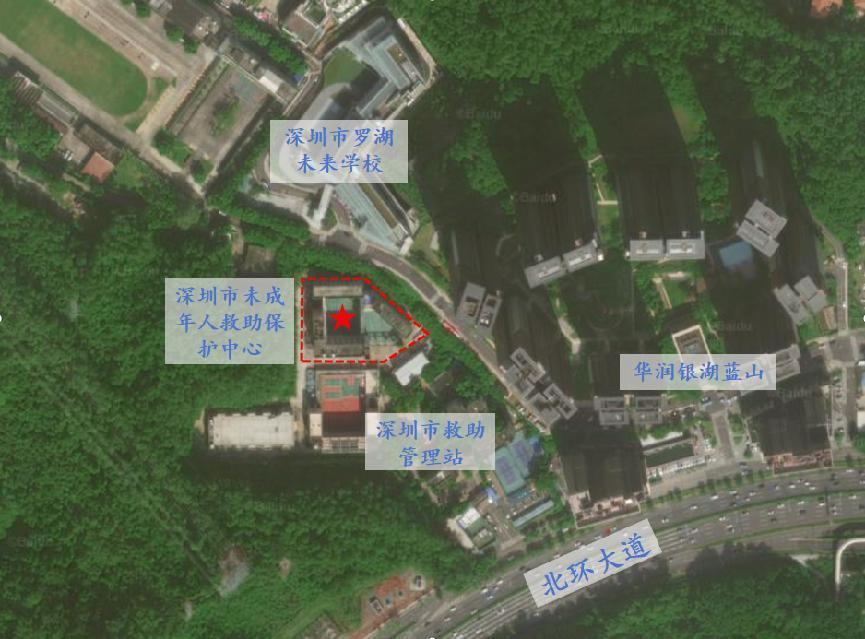 深圳市罗湖
未来学校
深圳市未成
年人救助保
护中心
华润银湖蓝山
深圳市救助
管理站
北环大道
©Baidu
©Baidu